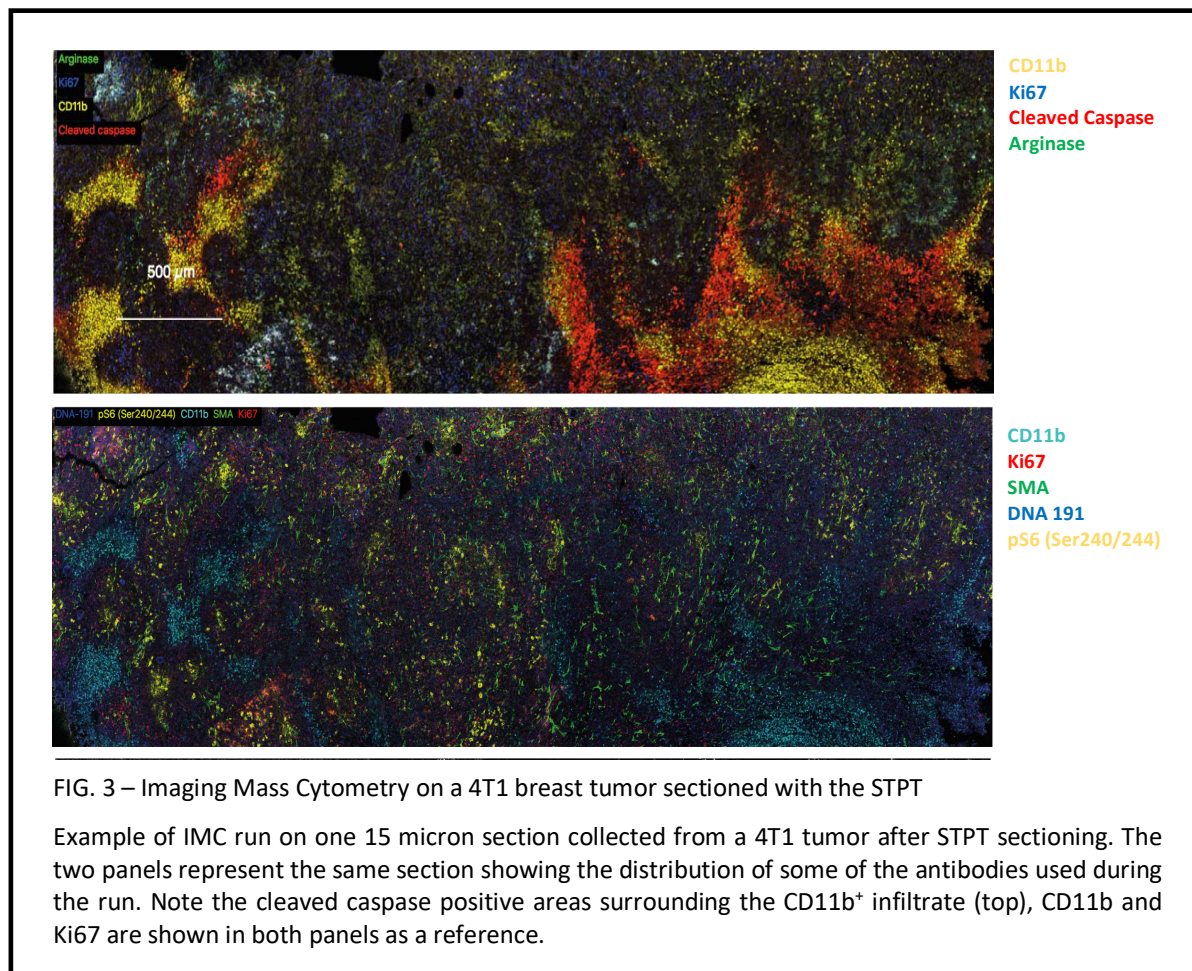 Arginase
Ki67
CD11b
Cleaved caspase
500 µm
CD11b
Ki67
Cleaved Caspase
Arginase
DNA-191 pS6 (Ser240/244) CD11b SMA Ki67
CD11b
Ki67
SMA
DNA 191
pS6 (Ser240/244)
FIG. 3 – Imaging Mass Cytometry on a 4T1 breast tumor sectioned with the STPT
Example of IMC run on one 15 micron section collected from a 4T1 tumor after STPT sectioning. The
two panels represent the same section showing the distribution of some of the antibodies used during
the run. Note the cleaved caspase positive areas surrounding the CD11b⁺ infiltrate (top), CD11b and
Ki67 are shown in both panels as a reference.